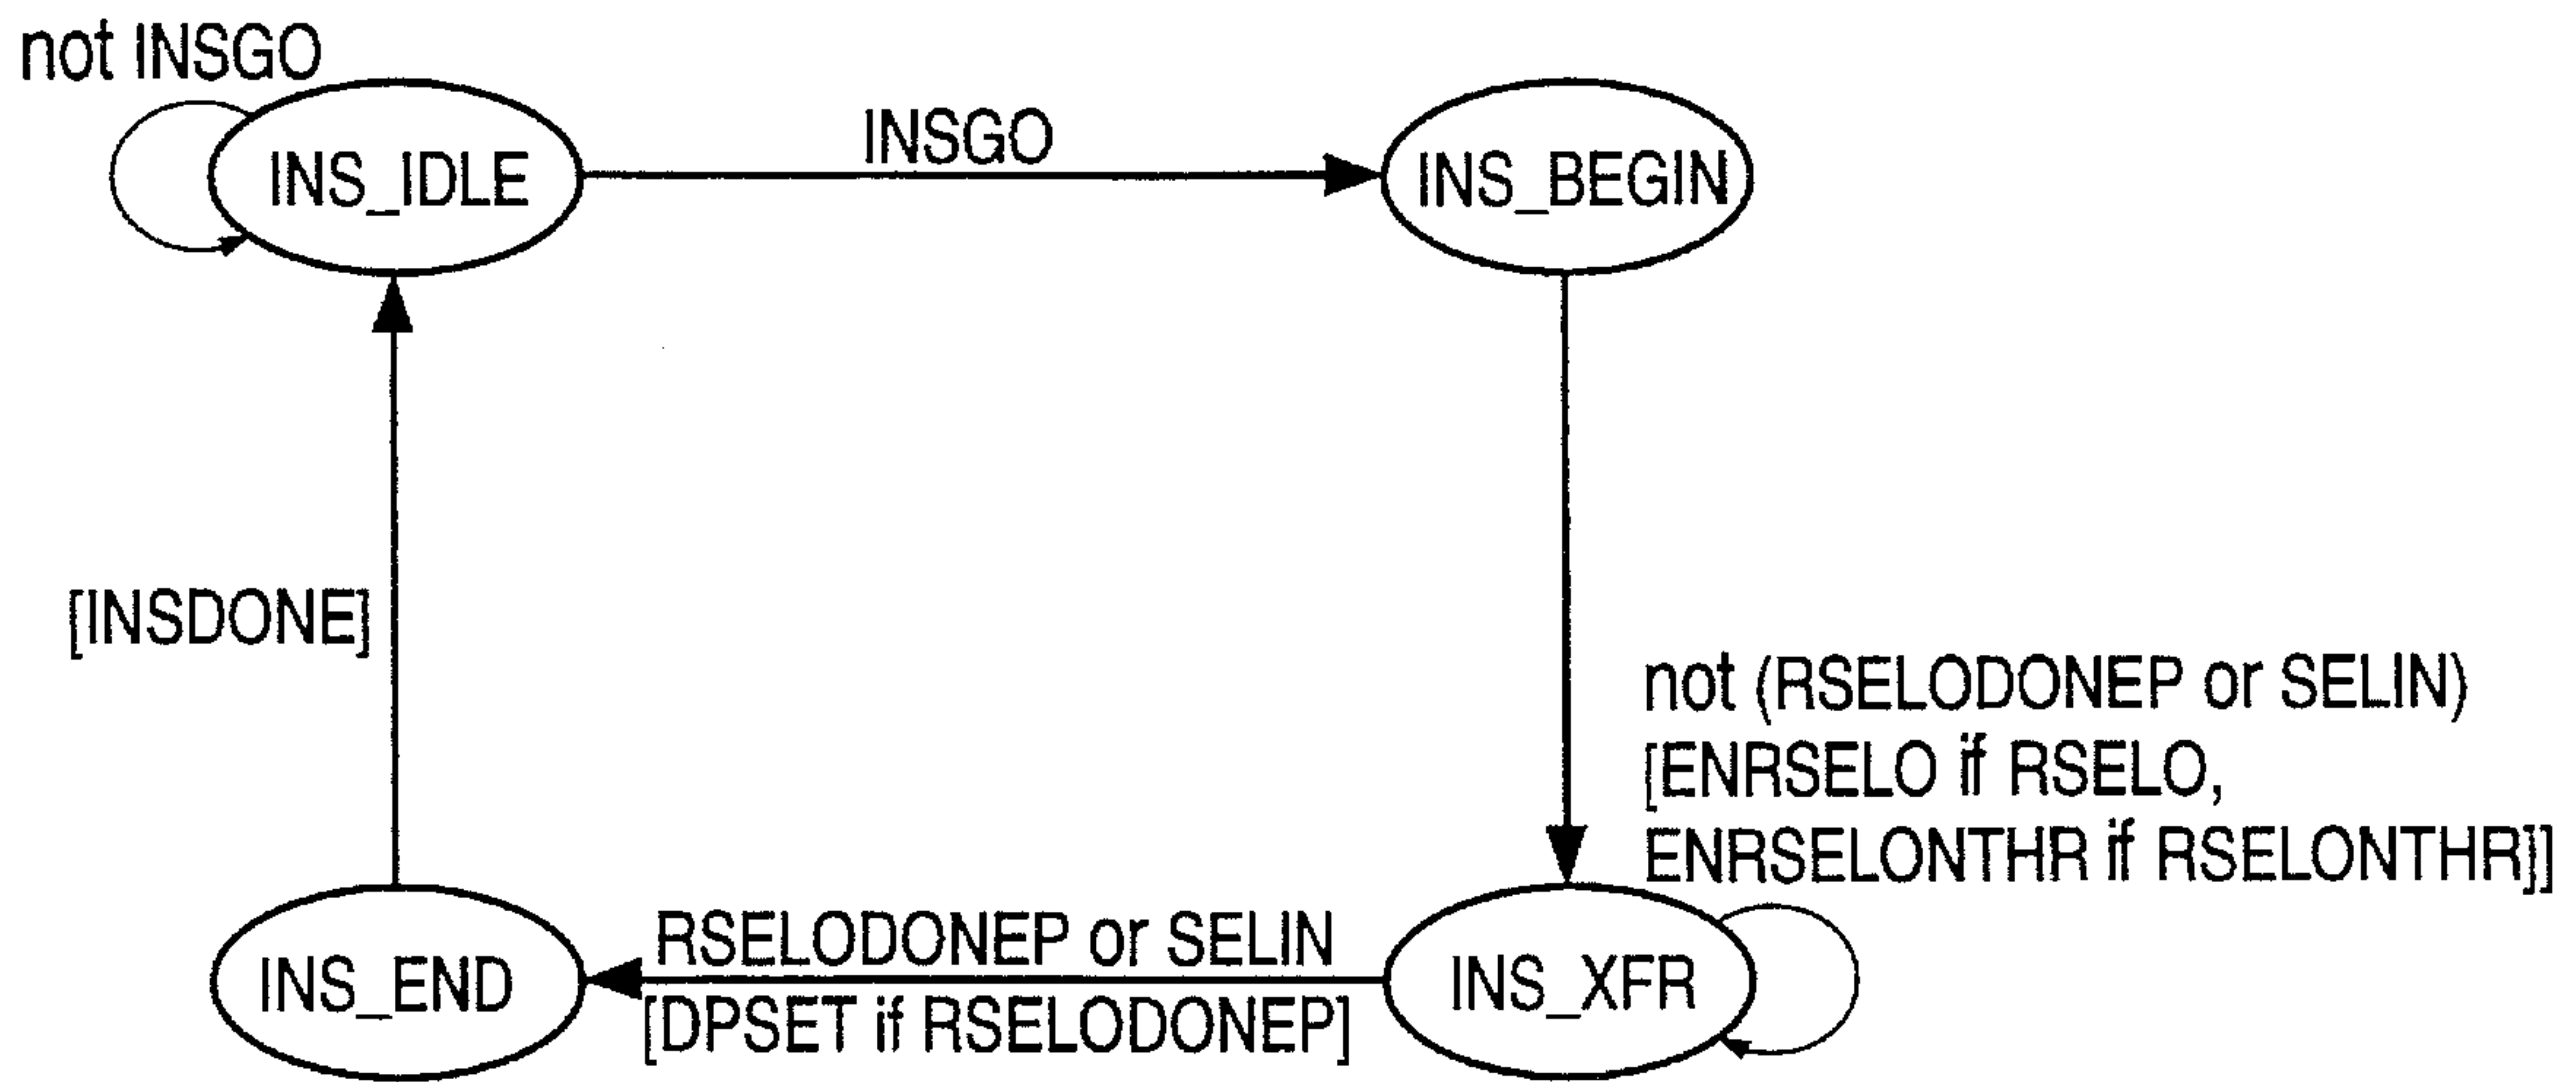 not INSGO
INS_IDLE
INSGO
INS_BEGIN
[INSDONE]
not (RSELODONEP or SELIN)
[ENRSELO if RSELO,
ENRSELONTHR if RSELONTHR]]
INS_END
RSELODONEP or SELIN
[DPSET if RSELODONEP]
INS_XFR